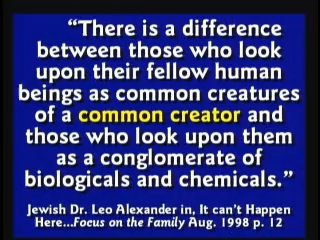 “There is a difference
between those who look
upon their fellow human
beings as common creatures
of a common creator and
those who look upon them
as a conglomerate of
biologicals and chemicals.”
Jewish Dr. Leo Alexander in, It can't Happen
Here...Focus on the Family Aug. 1998 p. 12